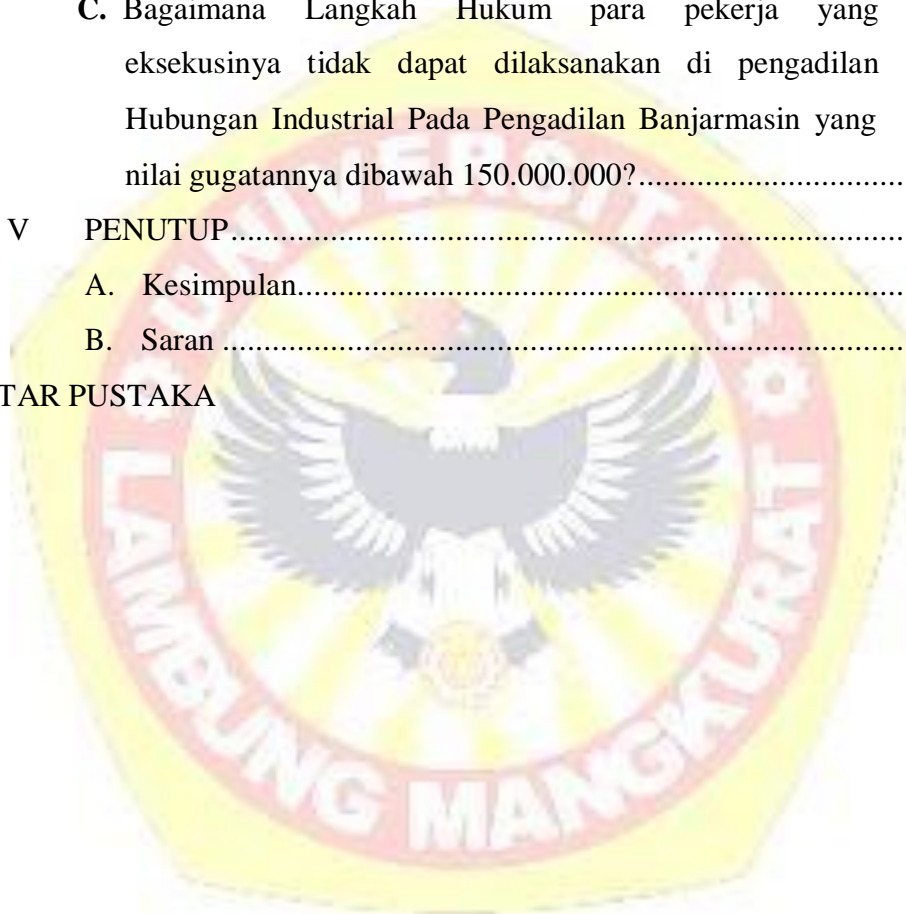 C. Bagaimana Langkah Hukum para pekerja yang
eksekusinya tidak dapat dilaksanakan di pengadilan
Hubungan Industrial Pada Pengadilan Banjarmasin yang
nilai gugatannya dibawah 150.000.000?..............................
V PENUTUP..........................................................................
A. Kesimpulan...................................................................
B. Saran ...........................................................................
TAR PUSTAKA
UNIVERSITAS
LAMBUNG MANGKURAT